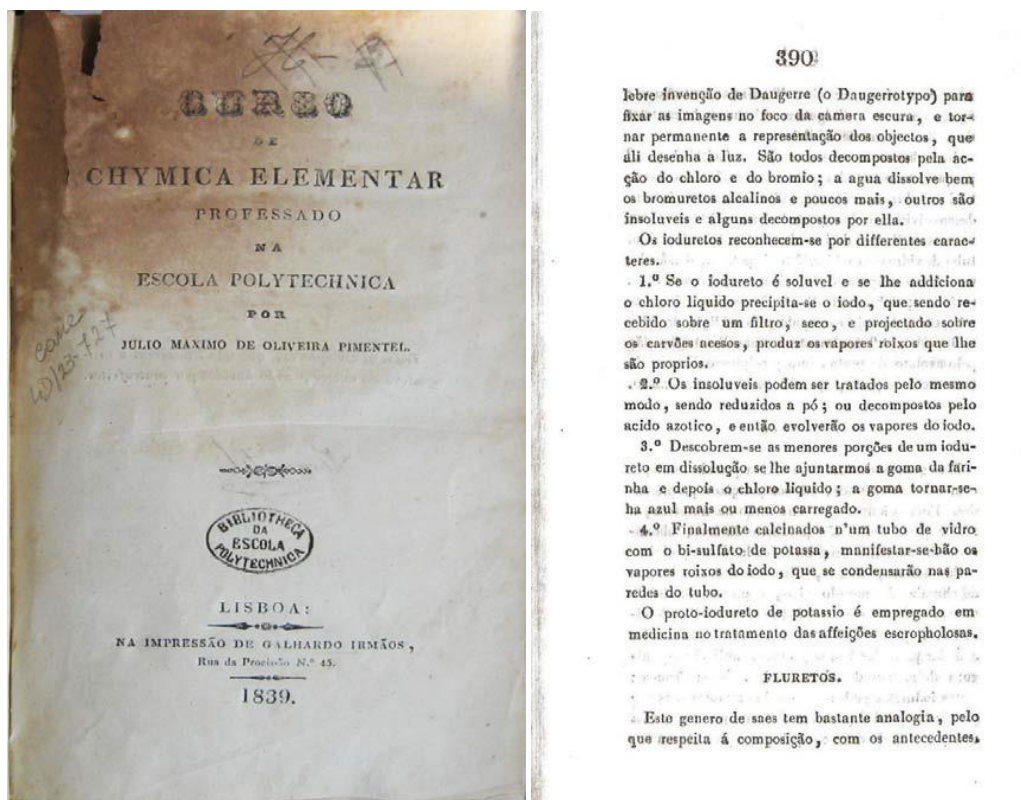 CURSO
DE
CHYMICA ELEMENTAR
PROFESSADO
NA
ESCOLA POLYTECHNICA
POR
JULIO MAXIMO DE OLIVEIRA PIMENTEL.
BIBLIOTHECA
DA
ESCOLA
POLYTECHNICA
LISBOA:
NA IMPRESSÃO DE GALHARDO IRMÃOS,
Rua da Procissão N.º 45.
1839.
390
lebre invenção de Daugerre (o Daugerrotypo) para
fixar as imagens no foco da camera escura, e tor-
nar permanente a representação dos objectos, que
ali desenha a luz. São todos decompostos pela ac-
ção do chloro e do bromio; a agua dissolve bem
os bromuretos alcalinos e poucos mais, outros são
insoluveis e alguns decompostos por ella.
Os ioduretos reconhecem-se por differentes carac-
teres.
1.º Se o iodureto é soluvel e se lhe addiciona
o chloro liquido precipita-se o iodo, que sendo re-
cebido sobre um filtro, seco, e projectado sobre
os carvões acesos, produz os vapores roixos que lhe
são proprios.
2.º Os insoluveis podem ser tratados pelo mesmo
modo, sendo reduzidos a pó; ou decompostos pelo
acido azotico, e então evolverão os vapores do iodo.
3.º Descobrem-se as menores porções de um iodu-
reto em dissolução se lhe ajuntarmos a goma da fari-
nha e depois o chloro liquido; a goma tornar-se-
ha azul mais ou menos carregado.
4.º Finalmente calcinados n'um tubo de vidro
com o bi-sulfato de potassa, manifestar-se-hão os
vapores roixos do iodo, que se condensarão nas pa-
redes do tubo.
O proto-iodureto de potassio é empregado em
medicina no tratamento das affeições escropholosas.
FLURETOS.
Este genero de saes tem bastante analogia, pelo
que respeita á composição, com os antecedentes.